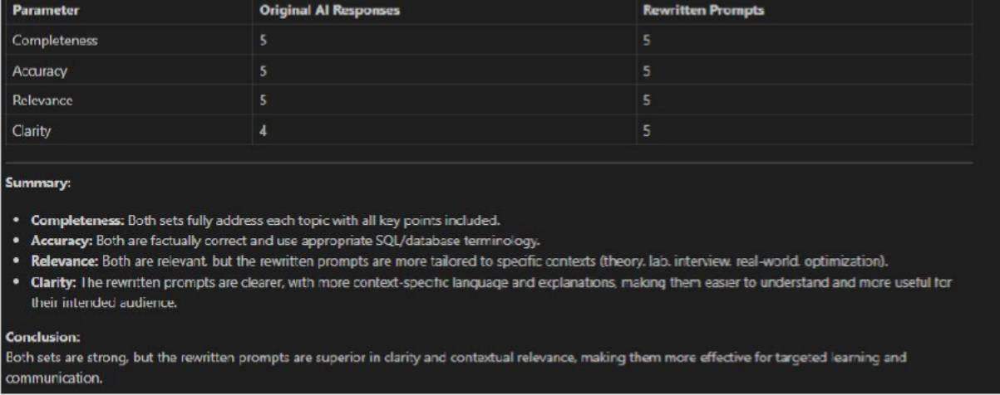 Parameter Original AI Responses Rewritten Prompts
Completeness 5 5
Accuracy 5 5
Relevance 5 5
Clarity 4 5
Summary:
• Completeness: Both sets fully address each topic with all key points included.
• Accuracy: Both are factually correct and use appropriate SQL/database terminology.
• Relevance: Both are relevant, but the rewritten prompts are more tailored to specific contexts (theory, lab, interview, real-world, optimization).
• Clarity: The rewritten prompts are clearer, with more context-specific language and explanations, making them easier to understand and more useful for
their intended audience.
Conclusion:
Both sets are strong, but the rewritten prompts are superior in clarity and contextual relevance, making them more effective for targeted learning and
communication.